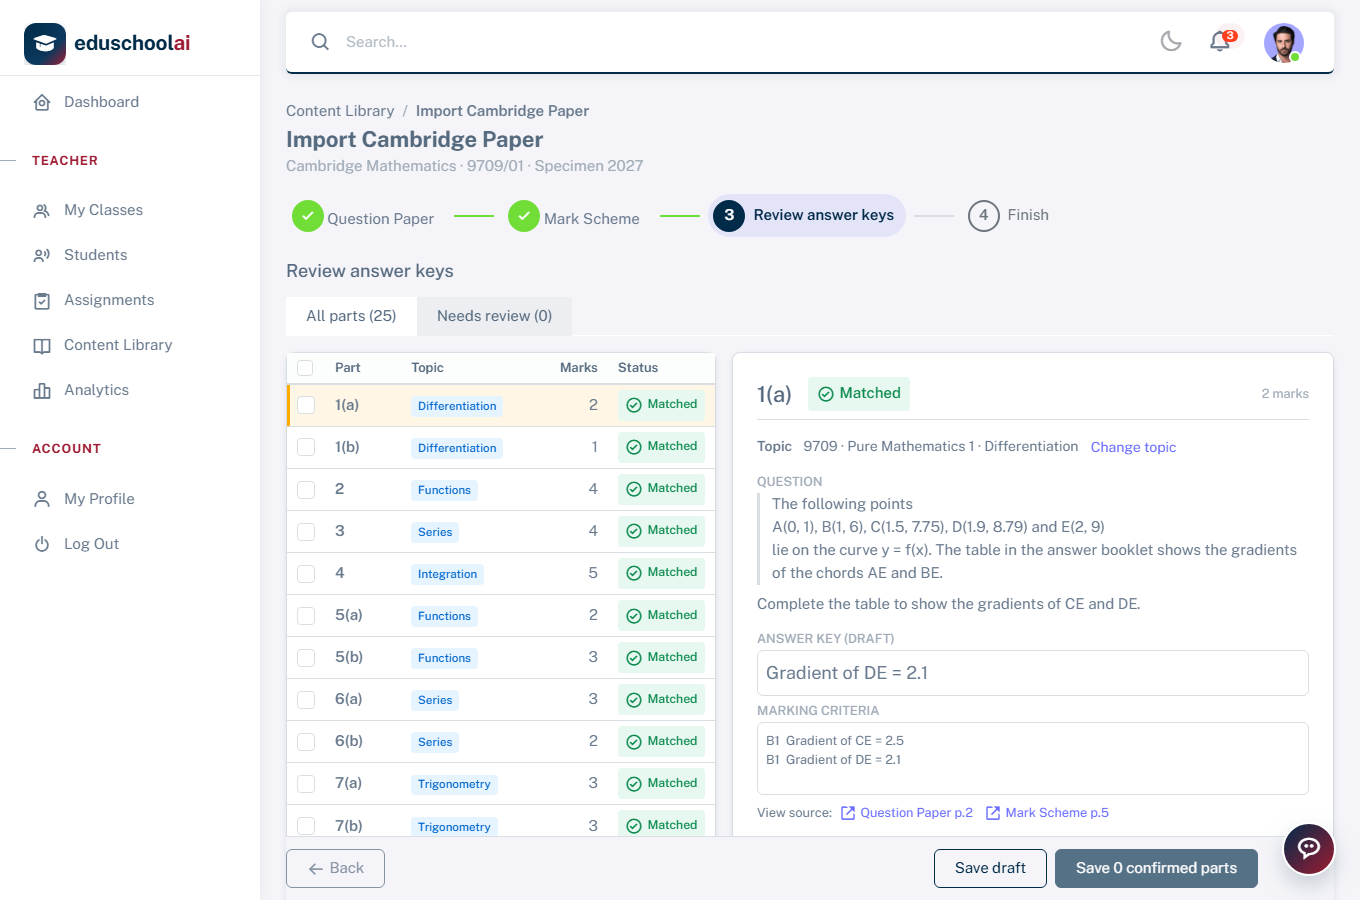 eduschoolai
Search...
3
Dashboard
TEACHER
My Classes
Students
Assignments
Content Library
Analytics
ACCOUNT
My Profile
Log Out
Content Library / Import Cambridge Paper
Import Cambridge Paper
Cambridge Mathematics · 9709/01 · Specimen 2027
Question Paper
Mark Scheme
3 Review answer keys
4 Finish
Review answer keys
All parts (25)
Needs review (0)
Part Topic Marks Status
1(a) Differentiation 2 Matched
1(b) Differentiation 1 Matched
2 Functions 4 Matched
3 Series 4 Matched
4 Integration 5 Matched
5(a) Functions 2 Matched
5(b) Functions 3 Matched
6(a) Series 3 Matched
6(b) Series 2 Matched
7(a) Trigonometry 3 Matched
7(b) Trigonometry 3 Matched
1(a) Matched 2 marks
Topic 9709 · Pure Mathematics 1 · Differentiation Change topic
QUESTION
The following points
A(0, 1), B(1, 6), C(1.5, 7.75), D(1.9, 8.79) and E(2, 9)
lie on the curve y = f(x). The table in the answer booklet shows the gradients
of the chords AE and BE.
Complete the table to show the gradients of CE and DE.
ANSWER KEY (DRAFT)
Gradient of DE = 2.1
MARKING CRITERIA
B1 Gradient of CE = 2.5
B1 Gradient of DE = 2.1
View source: Question Paper p.2 Mark Scheme p.5
Back
Save draft
Save 0 confirmed parts